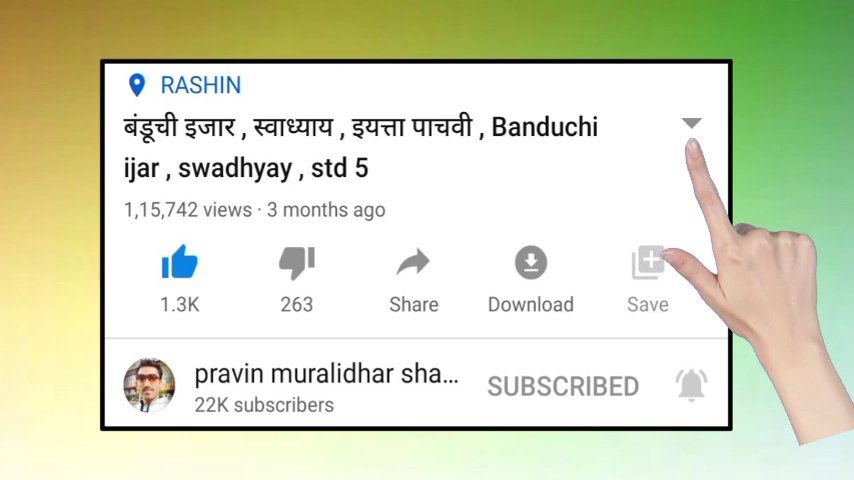 RASHIN
बंडूची इजार , स्वाध्याय , इयत्ता पाचवी , Banduchi
ijar , swadhyay , std 5
1,15,742 views · 3 months ago
1.3K 263 Share Download Save
pravin muralidhar sha... SUBSCRIBED
22K subscribers